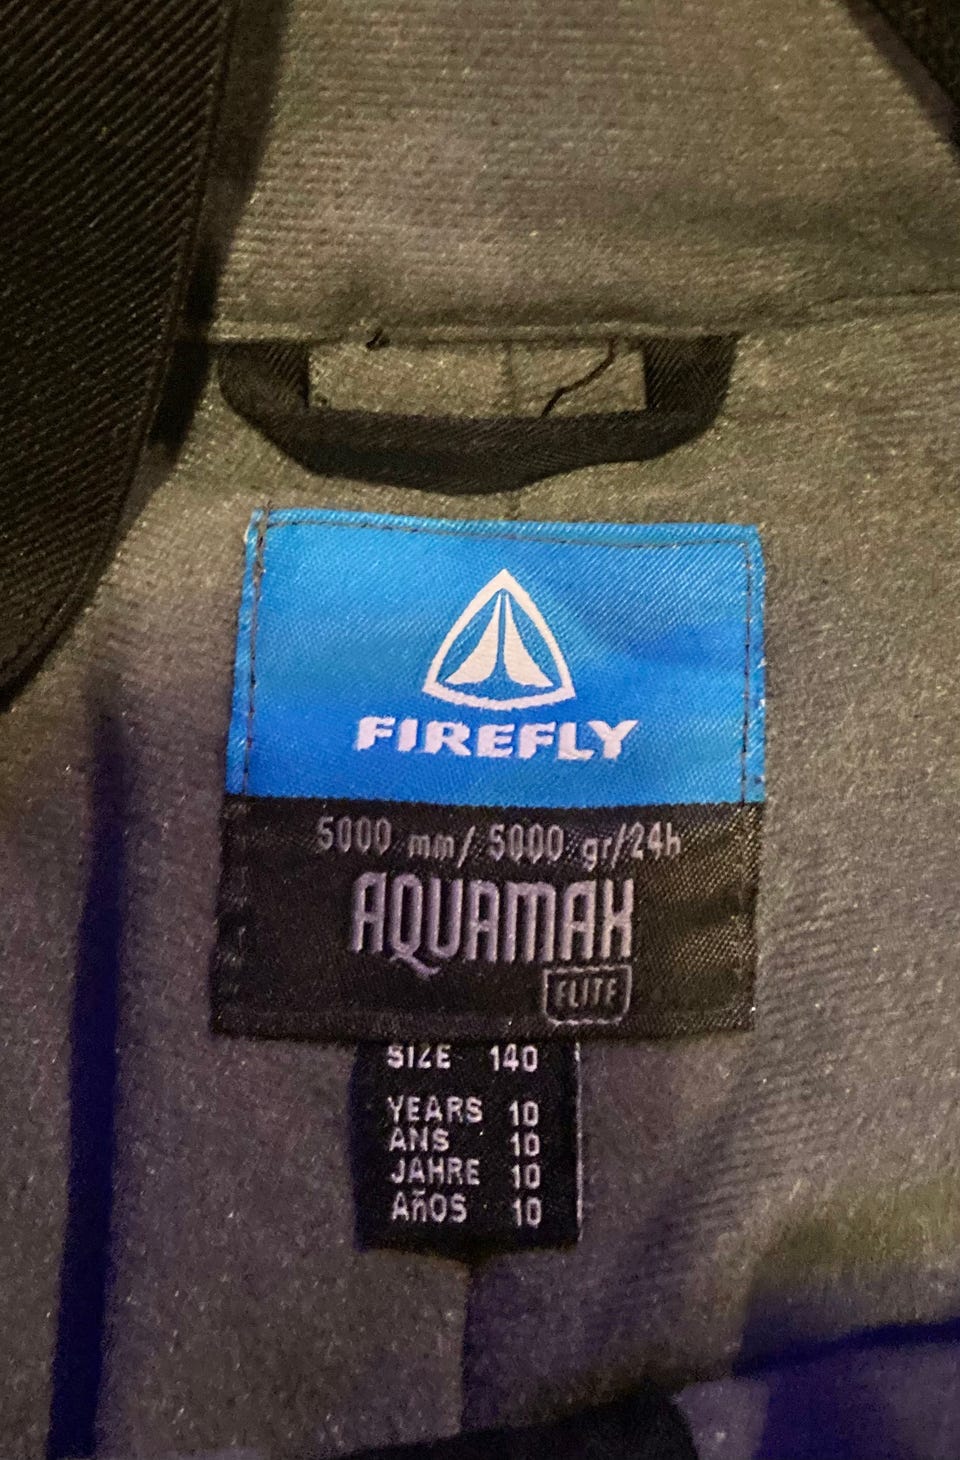 FIREFLY
5000 mm/ 5000 gr/24h
AQUAMAX
ELITE
SIZE 140
YEARS 10
ANS 10
JAHRE 10
AñOS 10